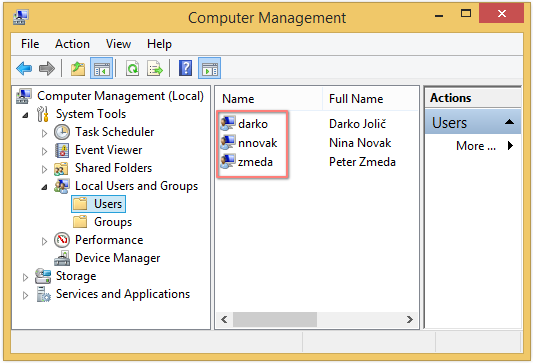 Computer Management
File Action View Help
Computer Management (Local)
System Tools
Task Scheduler
Event Viewer
Shared Folders
Local Users and Groups
Users
Groups
Performance
Device Manager
Storage
Services and Applications
Name Full Name
darko Darko Jolič
nnovak Nina Novak
zmeda Peter Zmeda
Actions
Users
More ...